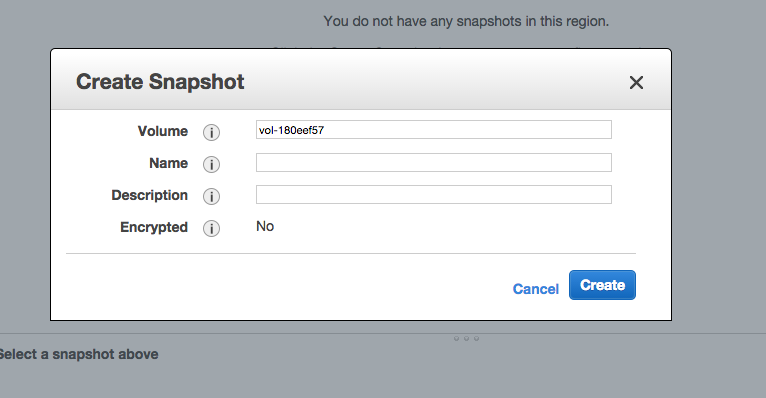 You do not have any snapshots in this region.
Create Snapshot
Volume i vol-180eef57
Name i
Description i
Encrypted i No
Cancel Create
Select a snapshot above